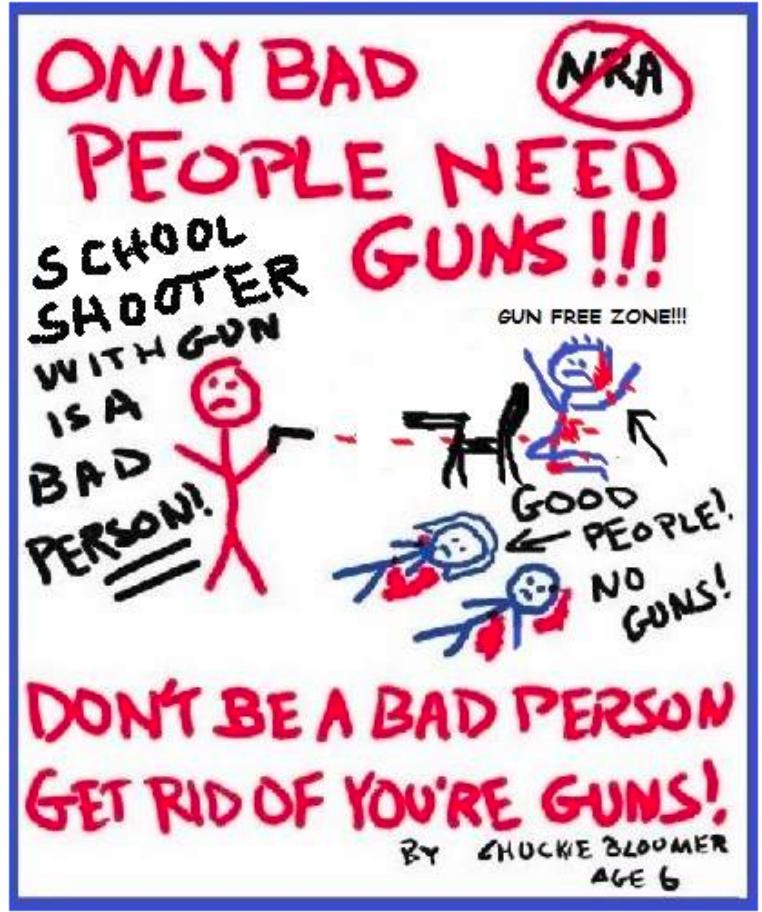 ONLY BAD
NRA
PEOPLE NEED
GUNS!!!
SCHOOL
SHOOTER
WITH GUN
IS A
BAD
PERSON!
GUN FREE ZONE!!!
GOOD
PEOPLE!
NO
GUNS!
DON'T BE A BAD PERSON
GET RID OF YOU'RE GUNS!
BY CHUCKIE BLOOMER
AGE 6